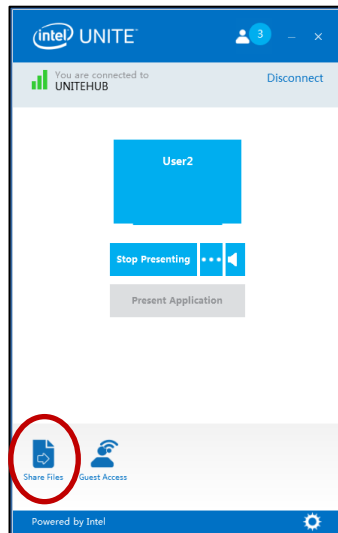 intel UNITE™
3
You are connected to
UNITEHUB
Disconnect
User2
Stop Presenting
Present Application
Share Files
Guest Access
Powered by Intel